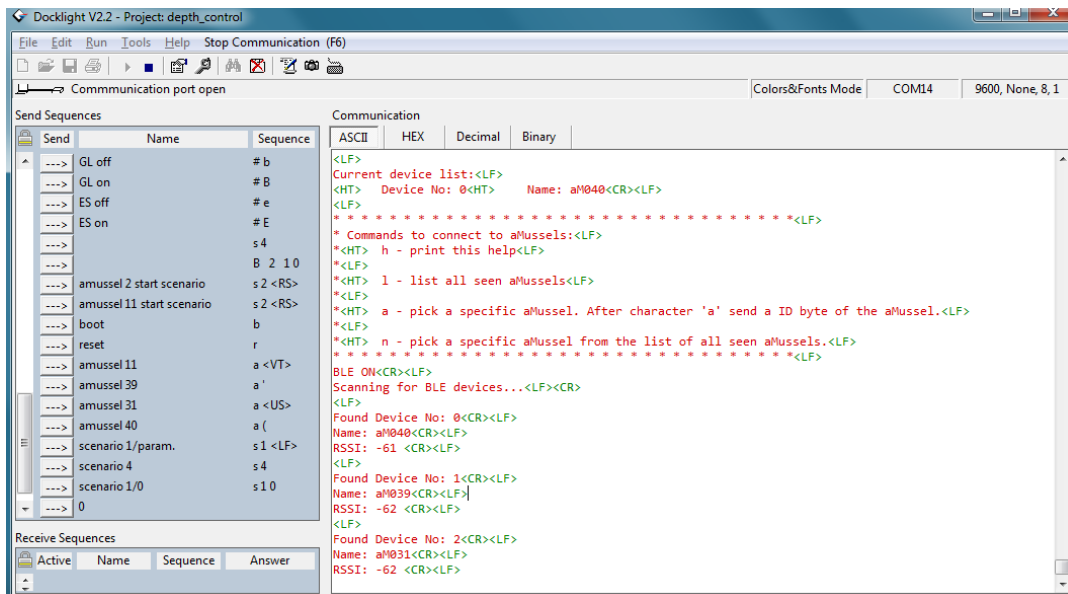 Docklight V2.2 - Project: depth_control
File Edit Run Tools Help Stop Communication (F6)
Commmunication port open
Colors&Fonts Mode COM14 9600, None, 8, 1
Send Sequences
Send Name Sequence
---> GL off # b
---> GL on # B
---> ES off # e
---> ES on # E
---> s 4
---> B 2 1 0
---> amussel 2 start scenario s 2 <RS>
---> amussel 11 start scenario s 2 <RS>
---> boot b
---> reset r
---> amussel 11 a <VT>
---> amussel 39 a '
---> amussel 31 a <US>
---> amussel 40 a (
---> scenario 1/param. s 1 <LF>
---> scenario 4 s 4
---> scenario 1/0 s 1 0
---> 0
Receive Sequences
Active Name Sequence Answer
Communication
ASCII HEX Decimal Binary
<LF>
Current device list:<LF>
<HT> Device No: 0<HT> Name: aM040<CR><LF>
<LF>
* * * * * * * * * * * * * * * * * * * * * * * * * * * * * * * * *<LF>
* Commands to connect to aMussels:<LF>
*<HT> h - print this help<LF>
*<LF>
*<HT> l - list all seen aMussels<LF>
*<LF>
*<HT> a - pick a specific aMussel. After character 'a' send a ID byte of the aMussel.<LF>
*<LF>
*<HT> n - pick a specific aMussel from the list of all seen aMussels.<LF>
* * * * * * * * * * * * * * * * * * * * * * * * * * * * * * * * *<LF>
BLE ON<CR><LF>
Scanning for BLE devices...<LF><CR>
<LF>
Found Device No: 0<CR><LF>
Name: aM040<CR><LF>
RSSI: -61 <CR><LF>
<LF>
Found Device No: 1<CR><LF>
Name: aM039<CR><LF>
RSSI: -62 <CR><LF>
<LF>
Found Device No: 2<CR><LF>
Name: aM031<CR><LF>
RSSI: -62 <CR><LF>